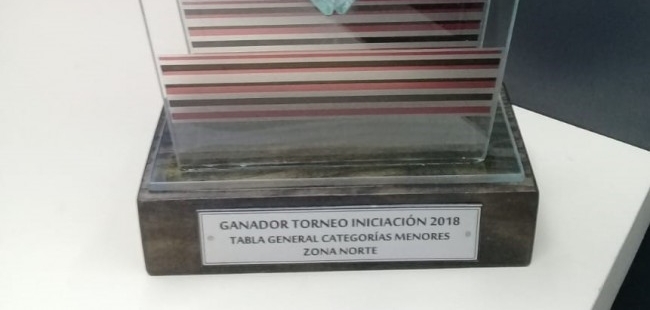 GANADOR TORNEO INICIACIÓN 2018
TABLA GENERAL CATEGORÍAS MENORES
ZONA NORTE